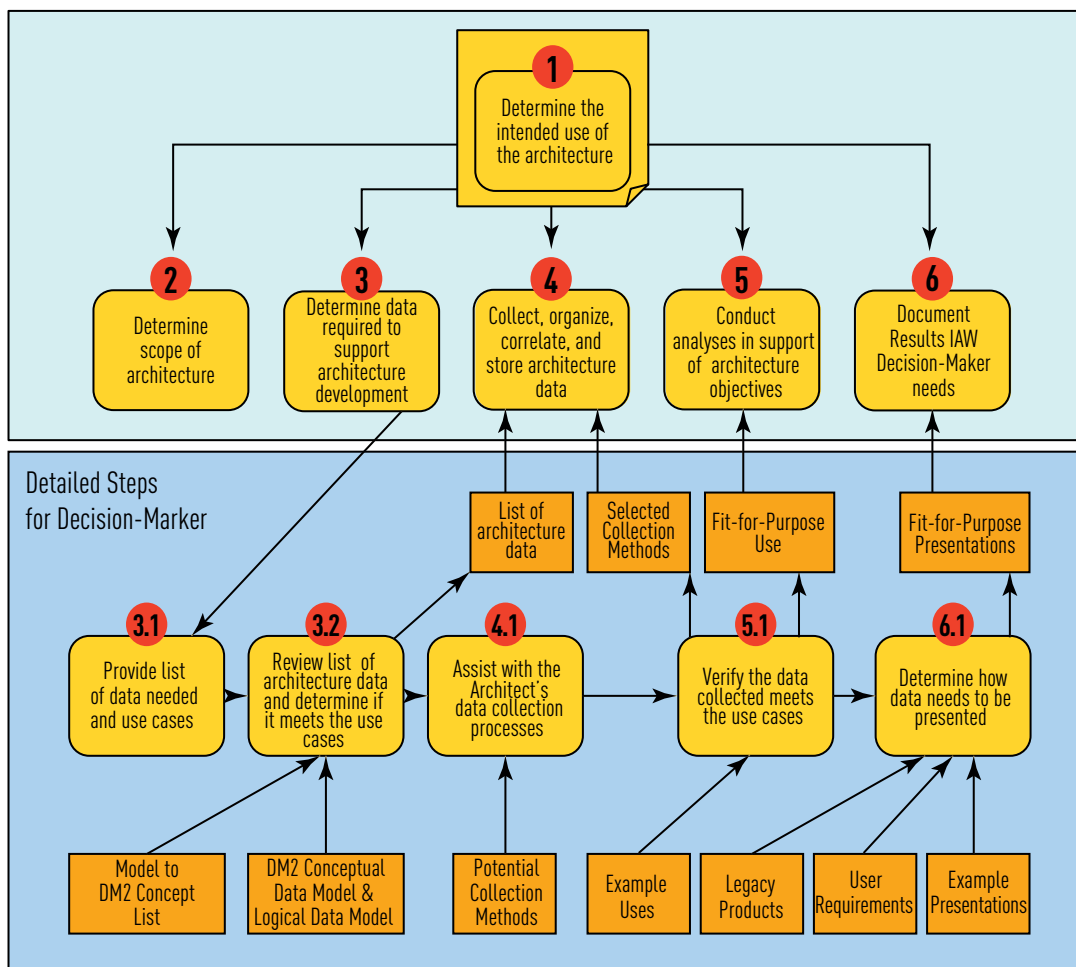 1
Determine the
intended use of
the architecture
2
Determine
scope of
architecture
3
Determine data
required to
support
architecture
development
4
Collect, organize,
correlate, and
store architecture
data
5
Conduct
analyses in support
of architecture
objectives
6
Document
Results IAW
Decision-Maker
needs
Detailed Steps
for Decision-Marker
List of
architecture
data
Selected
Collection
Methods
Fit-for-Purpose
Use
Fit-for-Purpose
Presentations
3.1
Provide list
of data needed
and use cases
3.2
Review list of
architecture data
and determine if
it meets the use
cases
4.1
Assist with the
Architect's
data collection
processes
5.1
Verify the data
collected meets
the use cases
6.1
Determine how
data needs to be
presented
Model to
DM2 Concept
List
DM2 Conceptual
Data Model &
Logical Data Model
Potential
Collection
Methods
Example
Uses
Legacy
Products
User
Requirements
Example
Presentations